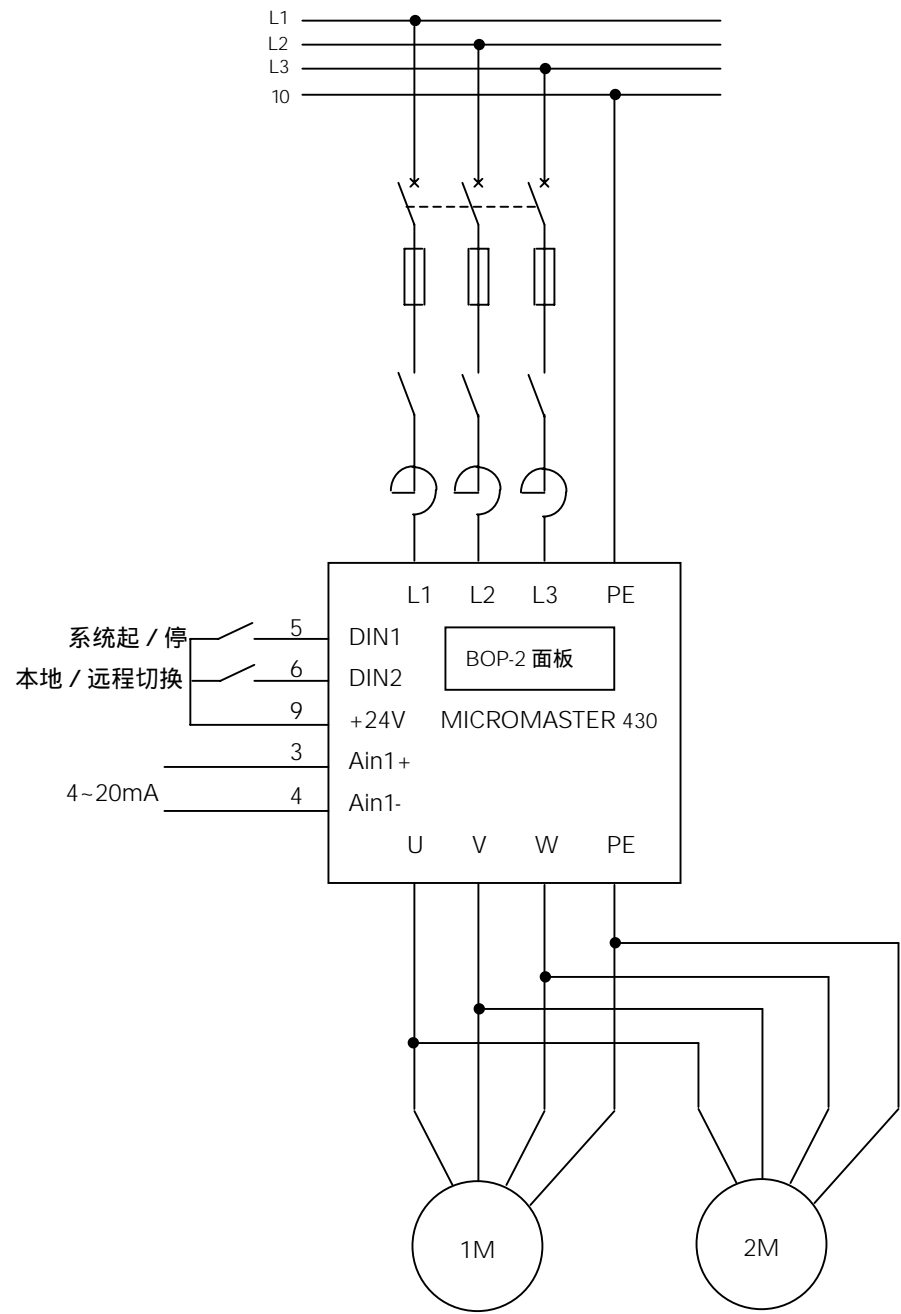 L1
L2
L3
10
L1 L2 L3 PE
系统起 / 停 5 DIN1
BOP-2 面板
本地 / 远程切换 6 DIN2
9 +24V MICROMASTER 430
3 Ain1+
4~20mA
4 Ain1-
U V W PE
1M 2M